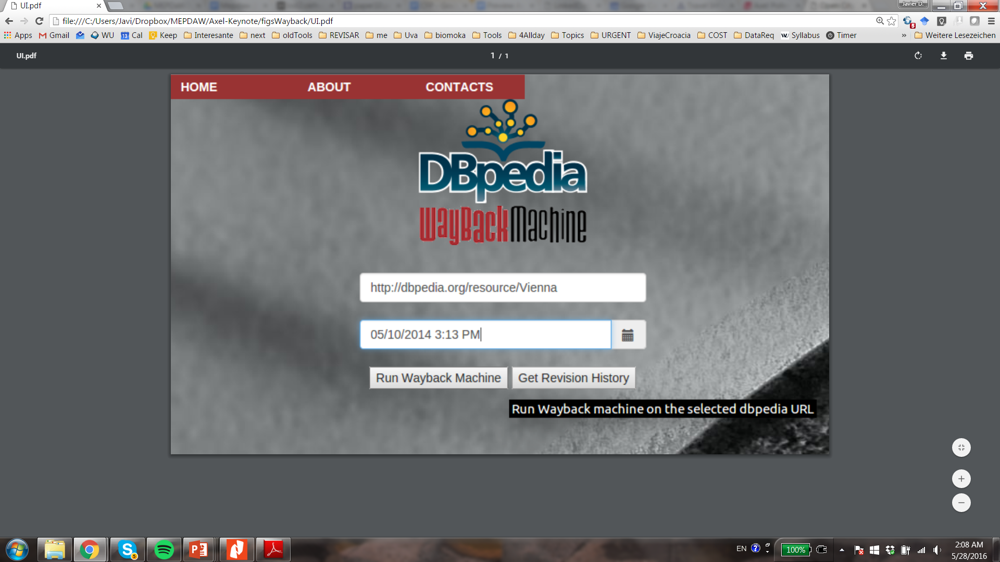 UI.pdf
Javier D.
file:///C:/Users/Javi/Dropbox/MEPDAW/Axel-Keynote/figsWayback/UI.pdf
5
Apps Gmail WU 13 Cal Keep Interesante next oldTools REVISAR me Uva biomoka Tools 4Allday Topics URGENT ViajeCroacia COST DataReq W Syllabus Timer » Weitere Lesezeichen
UI.pdf
1 / 1
HOME ABOUT CONTACTS
DBpedia
WayBackMachine
http://dbpedia.org/resource/Vienna
05/10/2014 3:13 PM
Run Wayback Machine Get Revision History
Run Wayback machine on the selected dbpedia URL
EN 100% 2:08 AM
5/28/2016